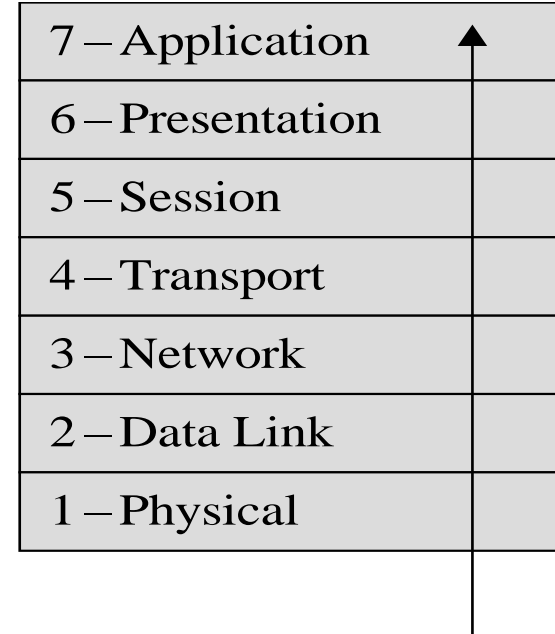 7 – Application
6 – Presentation
5 – Session
4 – Transport
3 – Network
2 – Data Link
1 – Physical